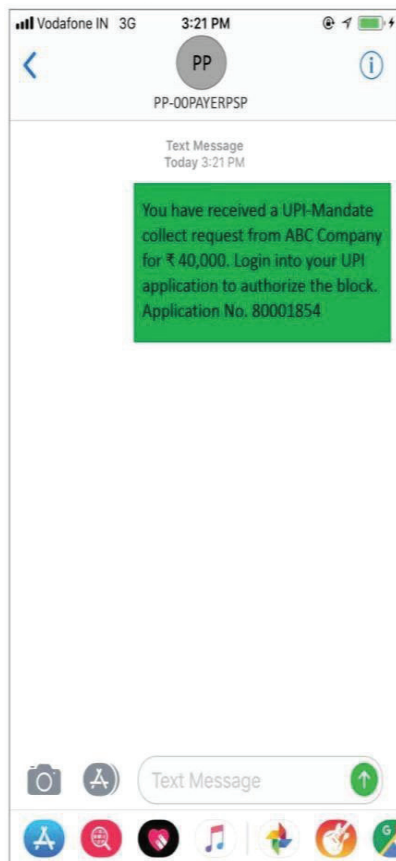 Vodafone IN 3G 3:21 PM
PP
PP-00PAYERPSP
Text Message
Today 3:21 PM
You have received a UPI-Mandate
collect request from ABC Company
for ₹ 40,000. Login into your UPI
application to authorize the block.
Application No. 80001854
Text Message
G